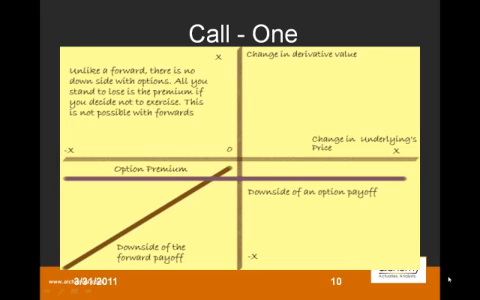 Call - One
X
Change in derivative value
Unlike a forward, there is no
down side with options. All you
stand to lose is the premium if
you decide not to exercise. This
is not possible with forwards
Change in underlying's
Price
-X
0
X
Option Premium
Downside of an option payoff
Downside of the
forward payoff
-X
3/31/2011
10